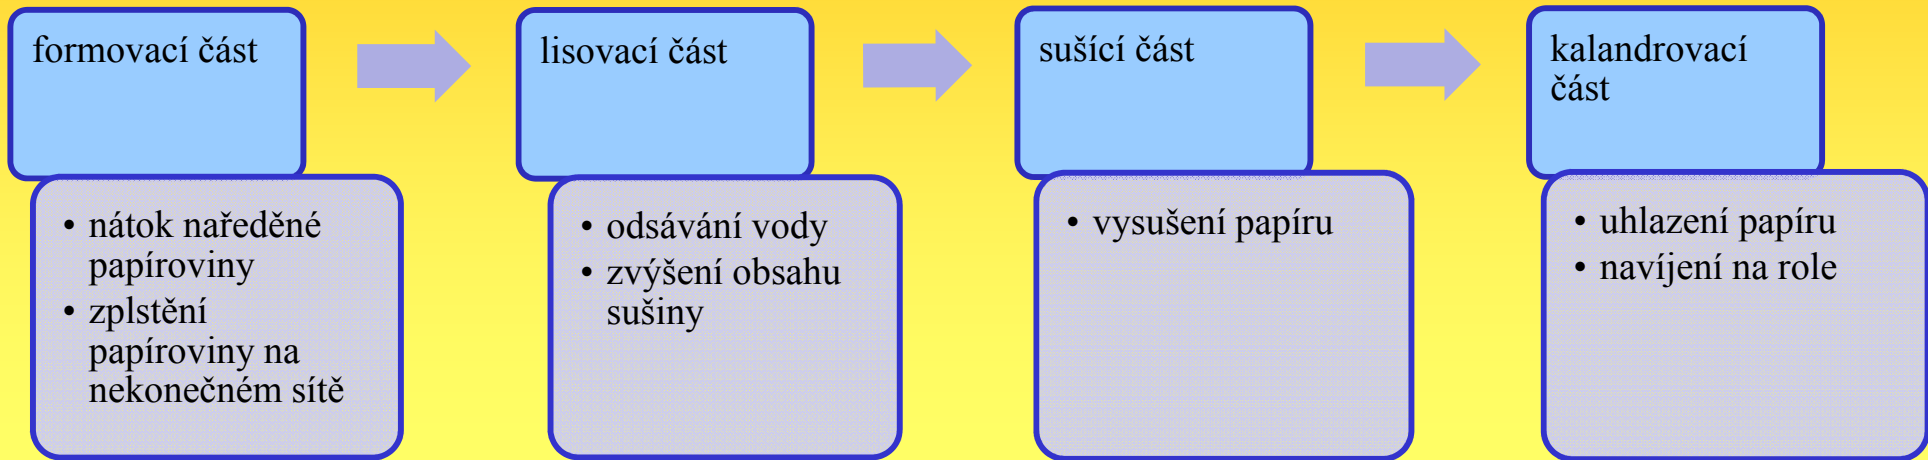 formovací část
• nátok naředěné
papíroviny
• zplstění
papíroviny na
nekonečném sítě
lisovací část
• odsávání vody
• zvýšení obsahu
sušiny
sušící část
• vysušení papíru
kalandrovací
část
• uhlazení papíru
• navíjení na role